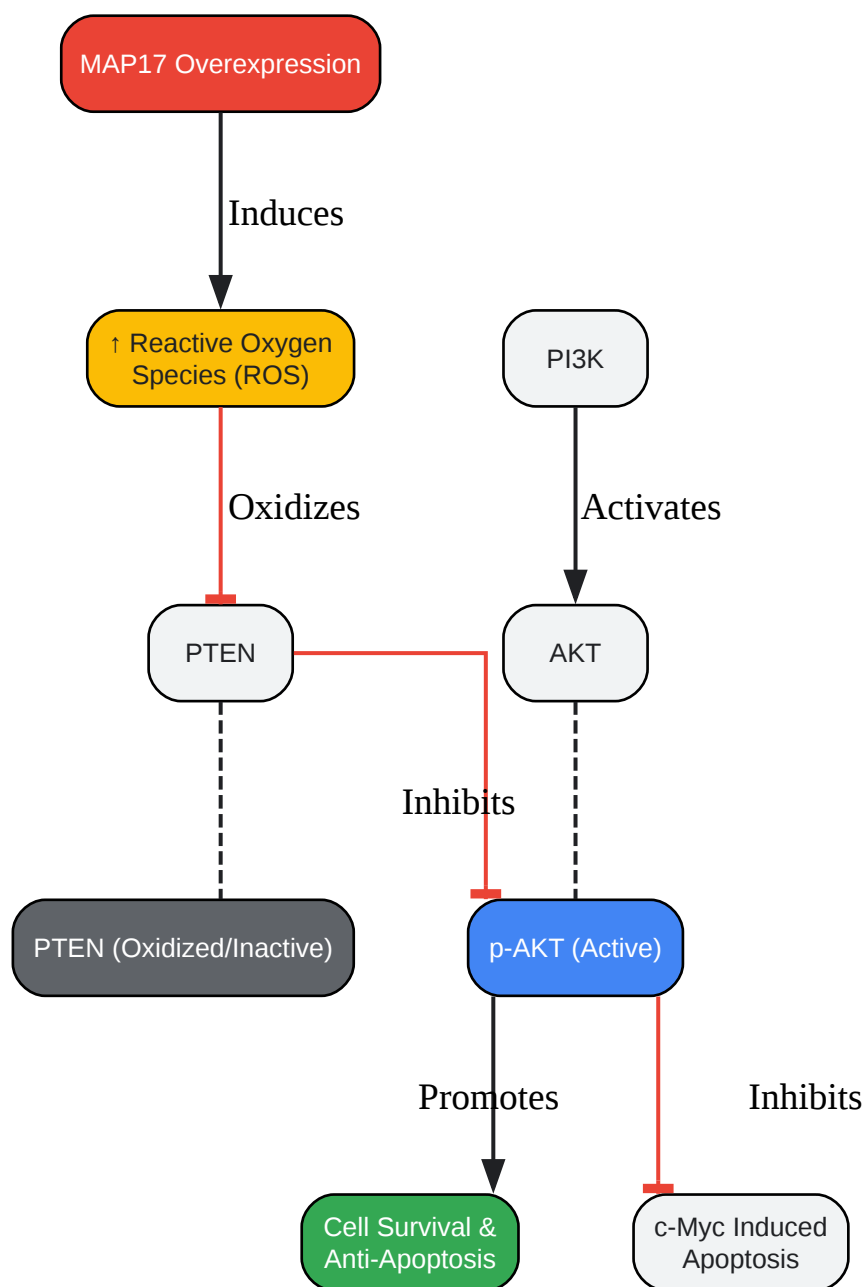 MAP17 Overexpression
Induces
↑ Reactive Oxygen
Species (ROS)
PI3K
Oxidizes
Activates
PTEN
AKT
Inhibits
PTEN (Oxidized/Inactive)
p-AKT (Active)
Promotes
Inhibits
Cell Survival &
Anti-Apoptosis
c-Myc Induced
Apoptosis